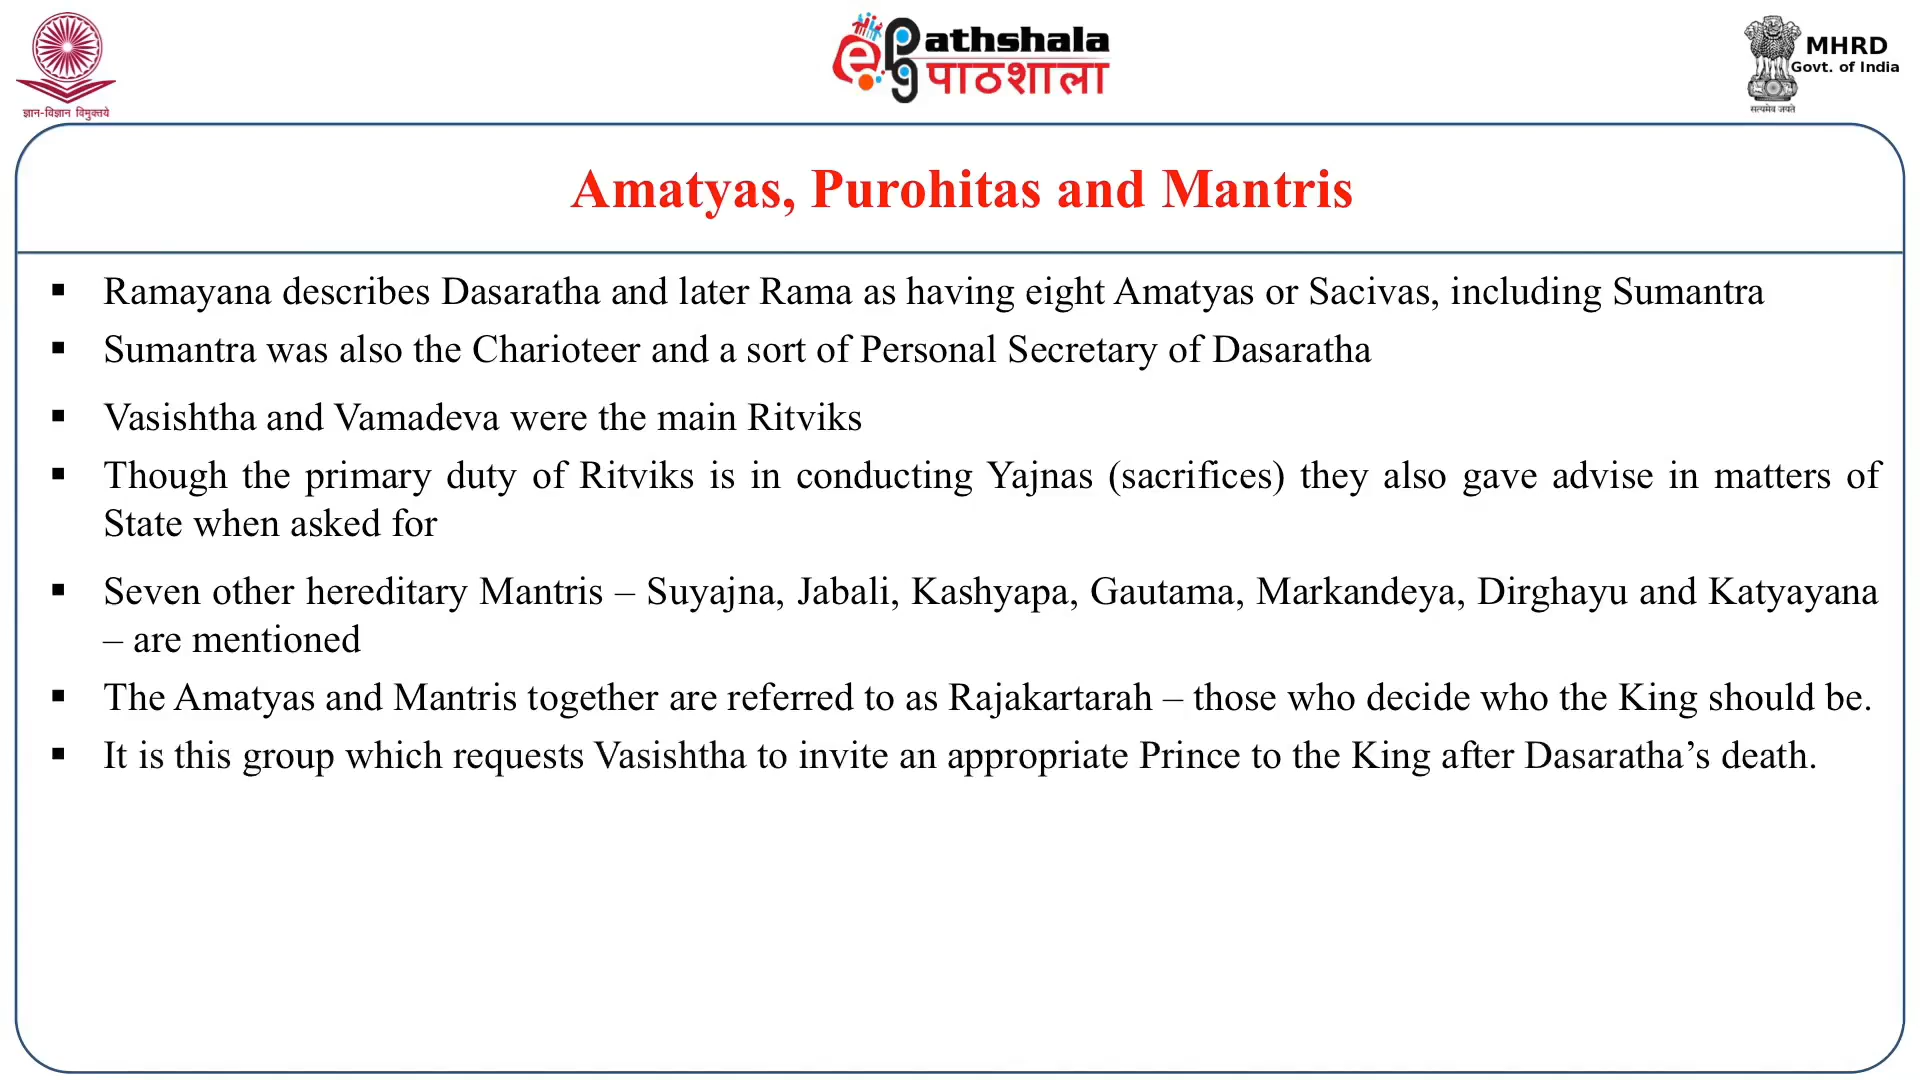 ज्ञान-विज्ञान विमुक्तये
e
pg
athshala
पाठशाला
MHRD
Govt. of India
सत्यमेव जयते
Amatyas, Purohitas and Mantris
▪ Ramayana describes Dasaratha and later Rama as having eight Amatyas or Sacivas, including Sumantra
▪ Sumantra was also the Charioteer and a sort of Personal Secretary of Dasaratha
▪ Vasishtha and Vamadeva were the main Ritviks
▪ Though the primary duty of Ritviks is in conducting Yajnas (sacrifices) they also gave advise in matters of
State when asked for
▪ Seven other hereditary Mantris – Suyajna, Jabali, Kashyapa, Gautama, Markandeya, Dirghayu and Katyayana
– are mentioned
▪ The Amatyas and Mantris together are referred to as Rajakartarah – those who decide who the King should be.
▪ It is this group which requests Vasishtha to invite an appropriate Prince to the King after Dasaratha’s death.